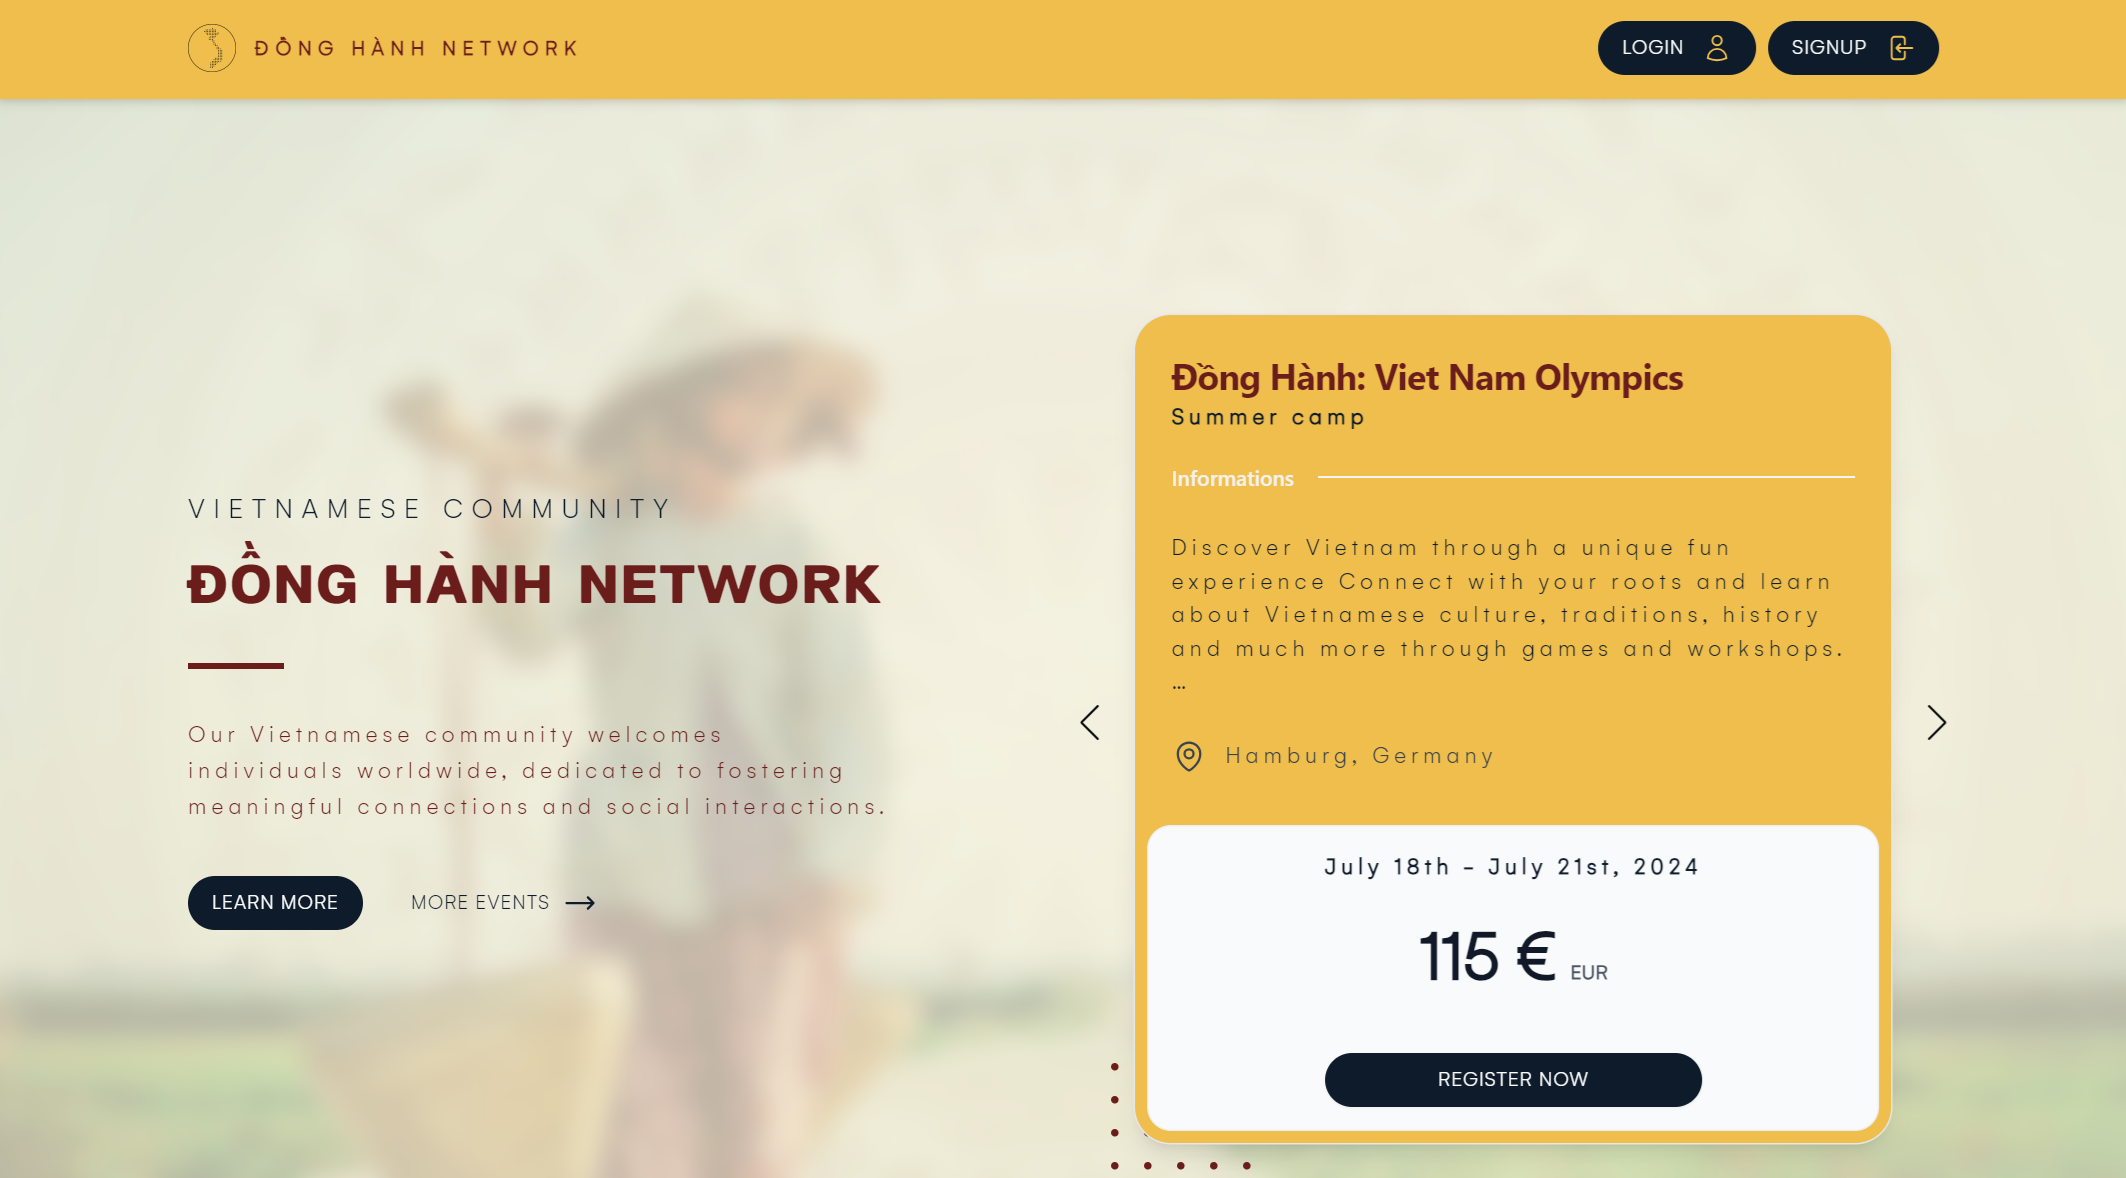 ĐỒNG HÀNH NETWORK
LOGIN
SIGNUP
VIETNAMESE COMMUNITY
ĐỒNG HÀNH NETWORK
Our Vietnamese community welcomes
individuals worldwide, dedicated to fostering
meaningful connections and social interactions.
LEARN MORE
MORE EVENTS
Đồng Hành: Viet Nam Olympics
Summer camp
Informations
Discover Vietnam through a unique fun
experience Connect with your roots and learn
about Vietnamese culture, traditions, history
and much more through games and workshops.
...
Hamburg, Germany
July 18th - July 21st, 2024
115 € EUR
REGISTER NOW